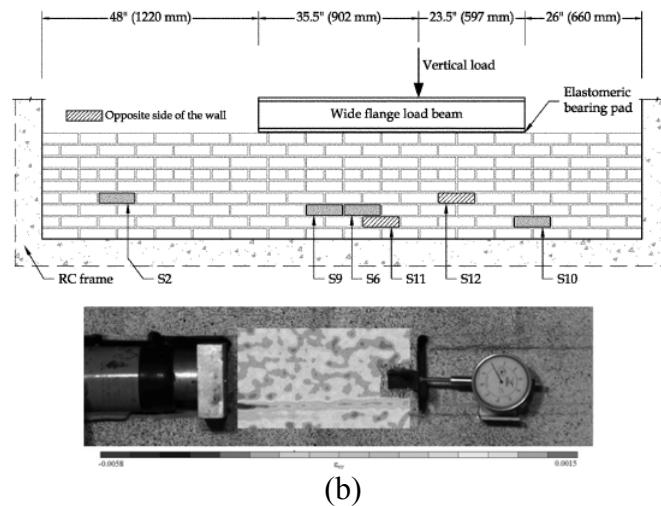 48" (1220 mm) 35.5" (902 mm) 23.5" (597 mm) 26" (660 mm)
Vertical load
Elastomeric
bearing pad
Opposite side of the wall
Wide flange load beam
RC frame S2 S9 S6 S11 S12 S10
-0.0058 0.0015
(b)